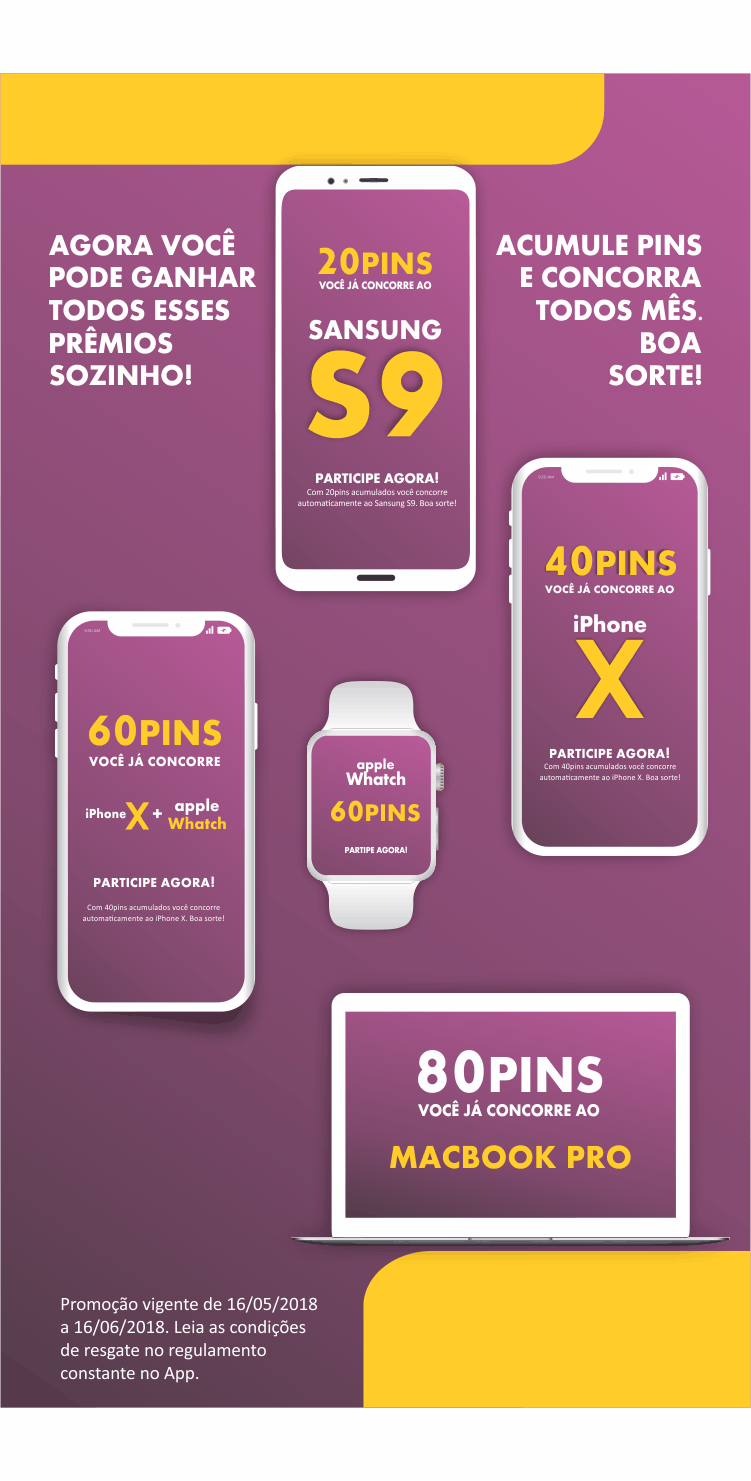 AGORA VOCÊ
PODE GANHAR
TODOS ESSES
PRÊMIOS
SOZINHO!
20PINS
VOCÊ JÁ CONCORRE AO
SANSUNG
S9
PARTICIPE AGORA!
Com 20pins acumulados você concorre
automaticamente ao Sansung S9. Boa sorte!
ACUMULE PINS
E CONCORRA
TODOS MÊS.
BOA
SORTE!
40PINS
VOCÊ JÁ CONCORRE AO
iPhone
X
PARTICIPE AGORA!
Com 40pins acumulados você concorre
automaticamente ao iPhone X. Boa sorte!
60PINS
VOCÊ JÁ CONCORRE
iPhone X + apple
Whatch
PARTICIPE AGORA!
Com 40pins acumulados você concorre
automaticamente ao iPhone X. Boa sorte!
apple
Whatch
60PINS
PARTIPE AGORA!
80PINS
VOCÊ JÁ CONCORRE AO
MACBOOK PRO
Promoção vigente de 16/05/2018
a 16/06/2018. Leia as condições
de resgate no regulamento
constante no App.